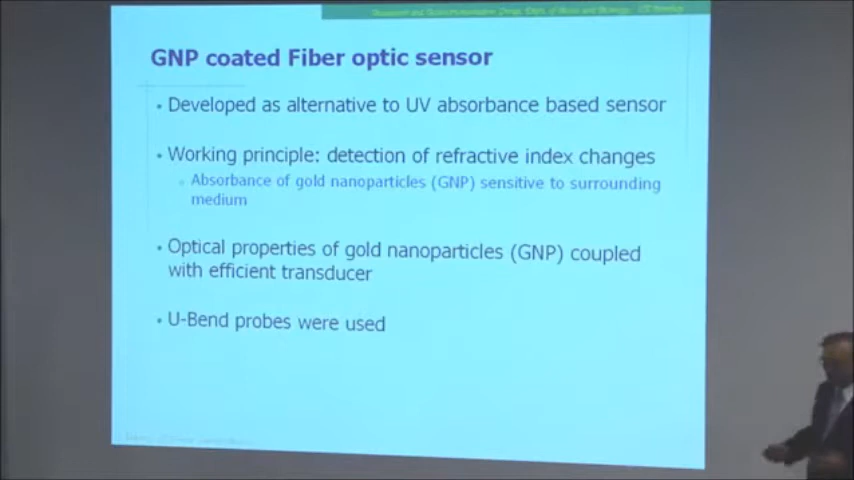 GNP coated Fiber optic sensor
• Developed as alternative to UV absorbance based sensor
• Working principle: detection of refractive index changes
Absorbance of gold nanoparticles (GNP) sensitive to surrounding
medium
• Optical properties of gold nanoparticles (GNP) coupled
with efficient transducer
• U-Bend probes were used